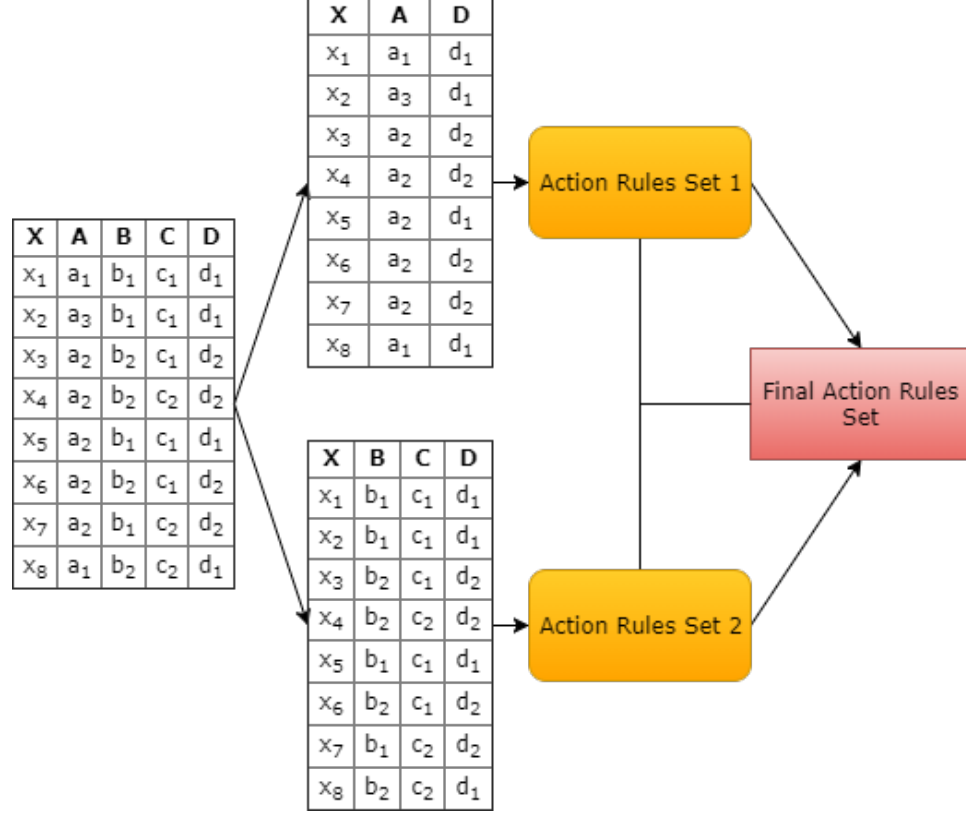 X A B C D
x₁ a₁ b₁ c₁ d₁
x₂ a₃ b₁ c₁ d₁
x₃ a₂ b₂ c₁ d₂
x₄ a₂ b₂ c₂ d₂
x₅ a₂ b₁ c₁ d₁
x₆ a₂ b₂ c₁ d₂
x₇ a₂ b₁ c₂ d₂
x₈ a₁ b₂ c₂ d₁
X A D
x₁ a₁ d₁
x₂ a₃ d₁
x₃ a₂ d₂
x₄ a₂ d₂
x₅ a₂ d₁
x₆ a₂ d₂
x₇ a₂ d₂
x₈ a₁ d₁
X B C D
x₁ b₁ c₁ d₁
x₂ b₁ c₁ d₁
x₃ b₂ c₁ d₂
x₄ b₂ c₂ d₂
x₅ b₁ c₁ d₁
x₆ b₂ c₁ d₂
x₇ b₁ c₂ d₂
x₈ b₂ c₂ d₁
Action Rules Set 1
Action Rules Set 2
Final Action Rules
Set